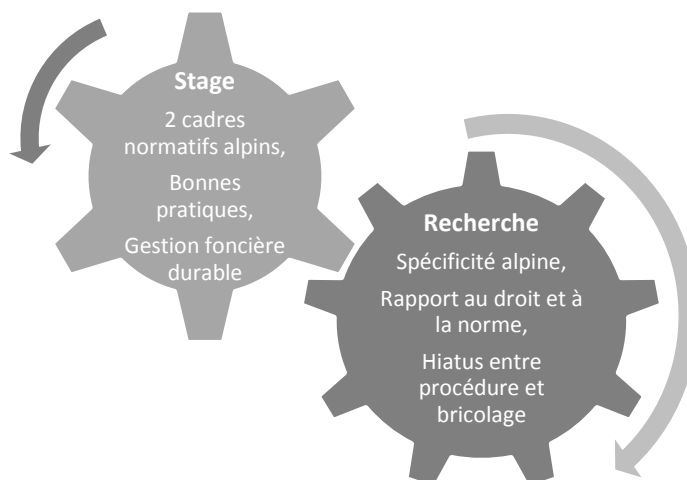 Stage
2 cadres
normatifs alpins,
Bonnes
pratiques,
Gestion foncière
durable
Recherche
Spécificité alpine,
Rapport au droit et à
la norme,
Hiatus entre
procédure et
bricolage